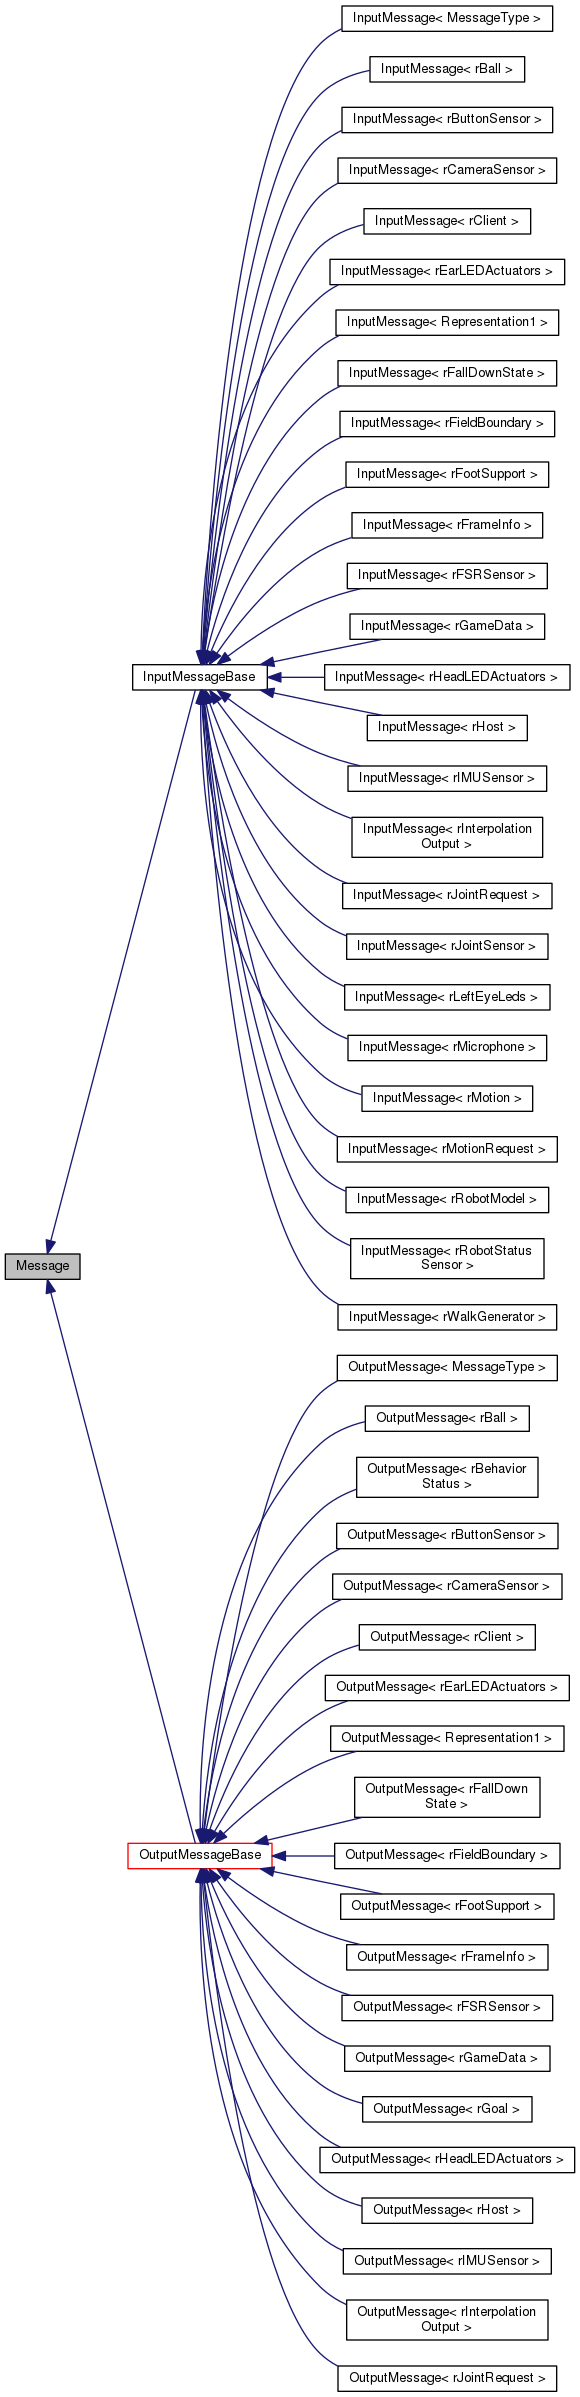 InputMessage< MessageType >
InputMessage< rBall >
InputMessage< rButtonSensor >
InputMessage< rCameraSensor >
InputMessage< rClient >
InputMessage< rEarLEDActuators >
InputMessage< Representation1 >
InputMessage< rFallDownState >
InputMessage< rFieldBoundary >
InputMessage< rFootSupport >
InputMessage< rFrameInfo >
InputMessage< rFSRSensor >
InputMessage< rGameData >
InputMessageBase
InputMessage< rHeadLEDActuators >
InputMessage< rHost >
InputMessage< rIMUSensor >
InputMessage< rInterpolation
Output >
InputMessage< rJointRequest >
InputMessage< rJointSensor >
InputMessage< rLeftEyeLeds >
InputMessage< rMicrophone >
InputMessage< rMotion >
InputMessage< rMotionRequest >
InputMessage< rRobotModel >
InputMessage< rRobotStatus
Sensor >
Message
InputMessage< rWalkGenerator >
OutputMessage< MessageType >
OutputMessage< rBall >
OutputMessage< rBehavior
Status >
OutputMessage< rButtonSensor >
OutputMessage< rCameraSensor >
OutputMessage< rClient >
OutputMessage< rEarLEDActuators >
OutputMessage< Representation1 >
OutputMessage< rFallDown
State >
OutputMessageBase
OutputMessage< rFieldBoundary >
OutputMessage< rFootSupport >
OutputMessage< rFrameInfo >
OutputMessage< rFSRSensor >
OutputMessage< rGameData >
OutputMessage< rGoal >
OutputMessage< rHeadLEDActuators >
OutputMessage< rHost >
OutputMessage< rIMUSensor >
OutputMessage< rInterpolation
Output >
OutputMessage< rJointRequest >